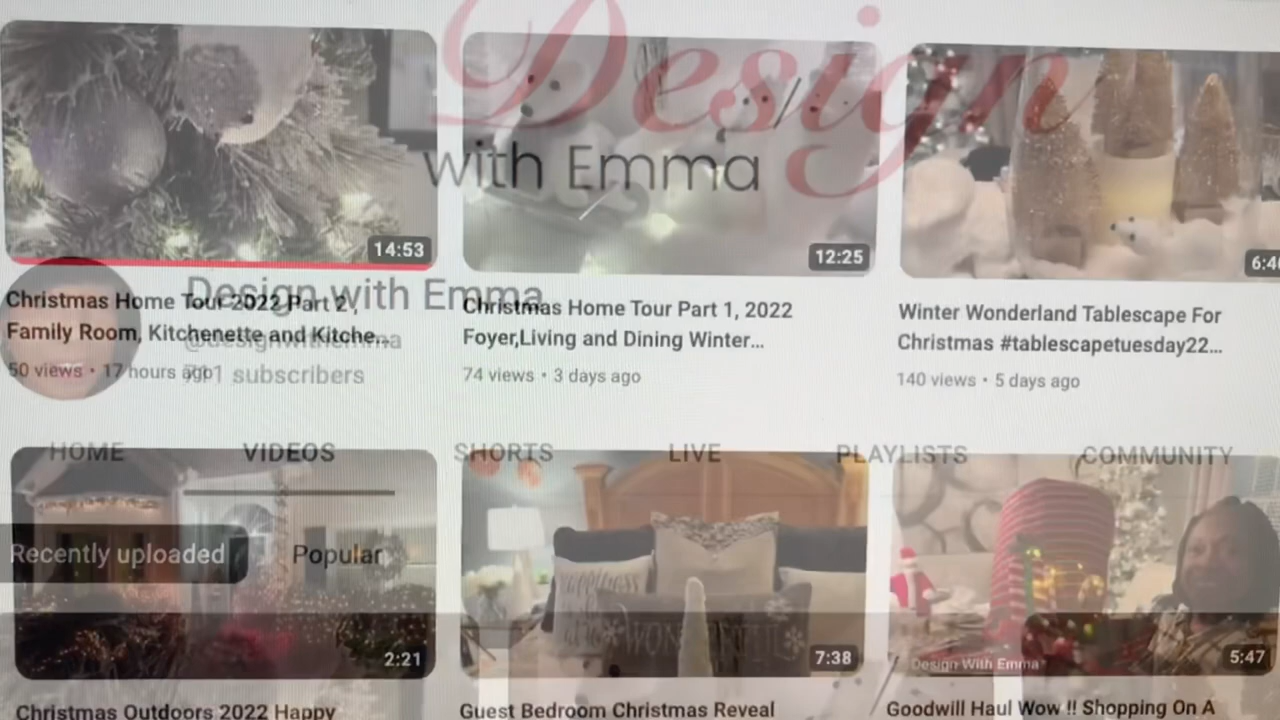 Design
with Emma
14:53
12:25
6:40
Design with Emma
Christmas Home Tour 2022 Part 2,
Family Room, Kitchenette and Kitche...
@designwithemma
50 views • 17 hours ago
subscribers
Christmas Home Tour Part 1, 2022
Foyer,Living and Dining Winter...
74 views • 3 days ago
Winter Wonderland Tablescape For
Christmas #tablescapetuesday22...
140 views • 5 days ago
HOME
VIDEOS
SHORTS
LIVE
PLAYLISTS
COMMUNITY
Recently uploaded
Popular
2:21
7:38
Design With Emma
5:47
Christmas Outdoors 2022 Happy
Guest Bedroom Christmas Reveal
Goodwill Haul Wow !! Shopping On A